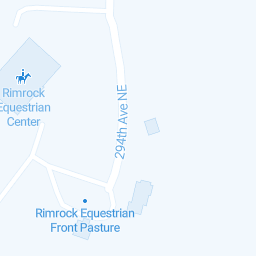 Rimrock
Equestrian
Center
294th Ave NE
Rimrock Equestrian
Front Pasture